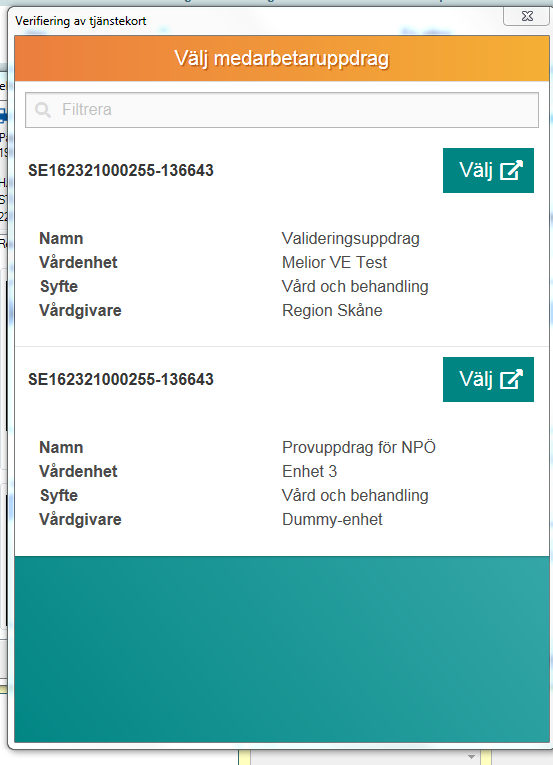 Verifiering av tjänstekort
Välj medarbetaruppdrag
Filtrera
SE162321000255-136643
Välj
Namn Valideringsuppdrag
Vårdenhet Melior VE Test
Syfte Vård och behandling
Vårdgivare Region Skåne
SE162321000255-136643
Välj
Namn Provuppdrag för NPÖ
Vårdenhet Enhet 3
Syfte Vård och behandling
Vårdgivare Dummy-enhet